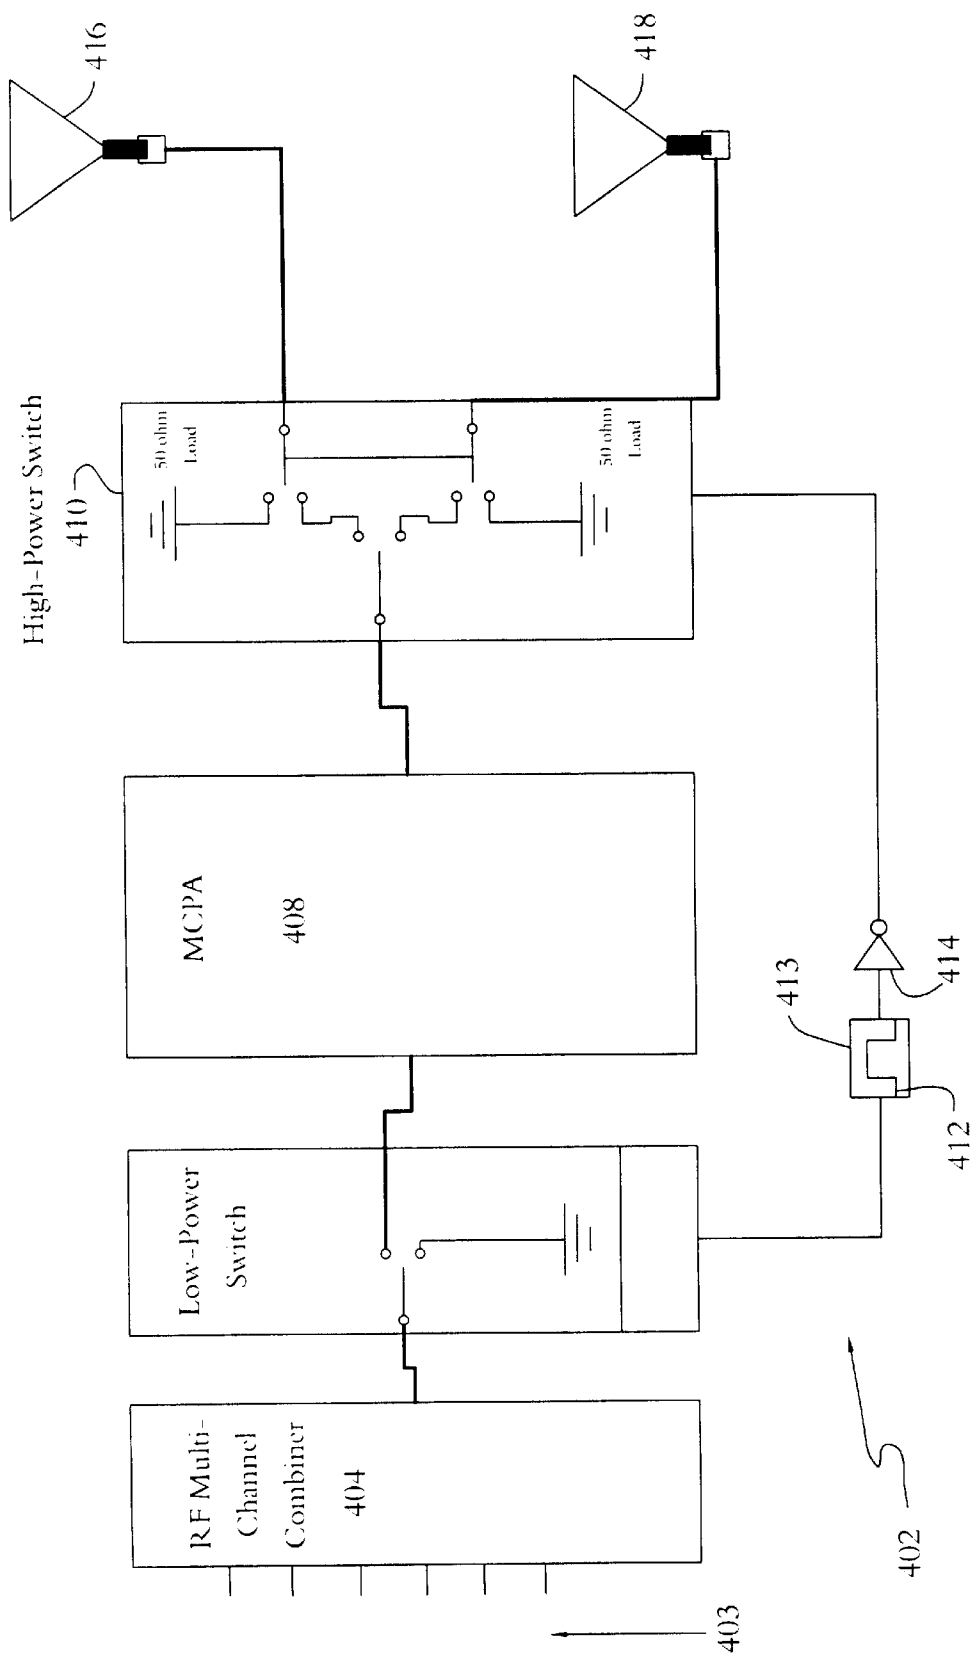 RF Multi-
Channel
Combiner
404
403
402
Low-Power
Switch
412
413
414
MCPA
408
High-Power Switch
410
50 ohm
Load
50 ohm
Load
416
418